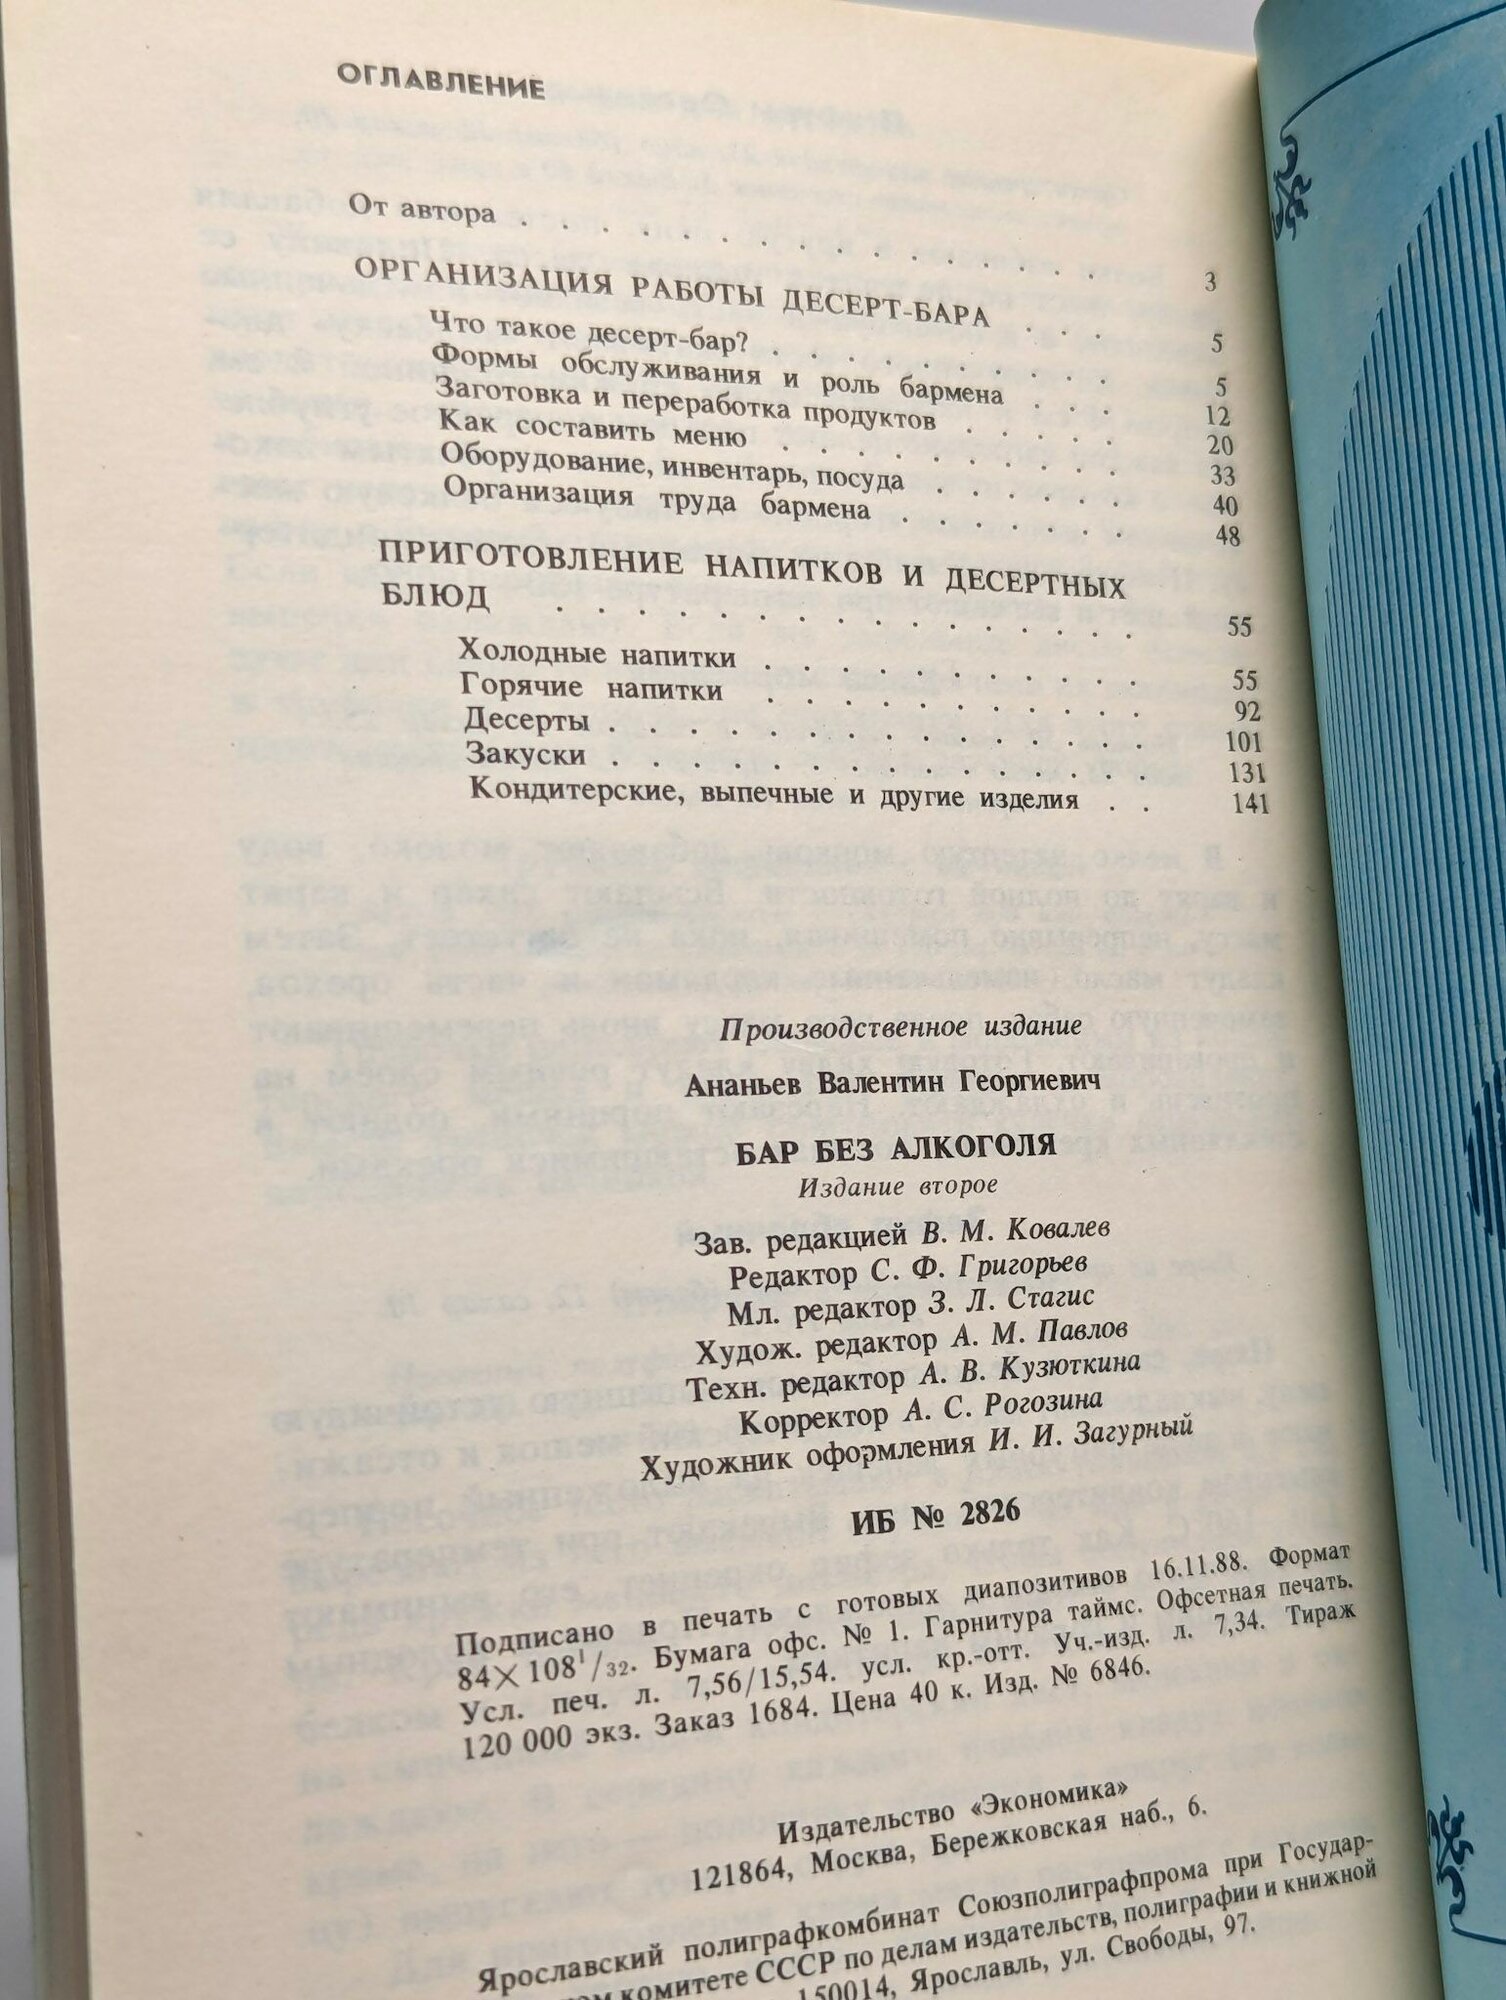 ОГЛАВЛЕНИЕ
От автора . . . . . . . . . . . . . . . 3
ОРГАНИЗАЦИЯ РАБОТЫ ДЕСЕРТ-БАРА . . . 5
Что такое десерт-бар? . . . . . . . . . 5
Формы обслуживания и роль бармена . . . 12
Заготовка и переработка продуктов . . . . . 20
Как составить меню . . . . . . . . . 33
Оборудование, инвентарь, посуда . . . . . . 40
Организация труда бармена . . . . . . . 48
ПРИГОТОВЛЕНИЕ НАПИТКОВ И ДЕСЕРТНЫХ
БЛЮД . . . . . . . . . . . . . . . 55
Холодные напитки . . . . . . . . . . 55
Горячие напитки . . . . . . . . . . 92
Десерты . . . . . . . . . . . . . . 101
Закуски . . . . . . . . . . . . . . 131
Кондитерские, выпечные и другие изделия . . 141
Производственное издание
Ананьев Валентин Георгиевич
БАР БЕЗ АЛКОГОЛЯ
Издание второе
Зав. редакцией В. М. Ковалев
Редактор С. Ф. Григорьев
Мл. редактор З. Л. Стагис
Худож. редактор А. М. Павлов
Техн. редактор А. В. Кузюткина
Корректор А. С. Рогозина
Художник оформления И. И. Загурный
ИБ № 2826
Подписано в печать с готовых диапозитивов 16.11.88. Формат
84×108¹/₃₂. Бумага офс. № 1. Гарнитура таймс. Офсетная печать.
Усл. печ. л. 7,56/15,54. усл. кр.-отт. Уч.-изд. л. 7,34. Тираж
120 000 экз. Заказ 1684. Цена 40 к. Изд. № 6846.
Издательство «Экономика»
121864, Москва, Бережковская наб., 6.
Ярославский полиграфкомбинат Союзполиграфпрома при Государ-
комитете СССР по делам издательств, полиграфии и книжной
150014, Ярославль, ул. Свободы, 97.